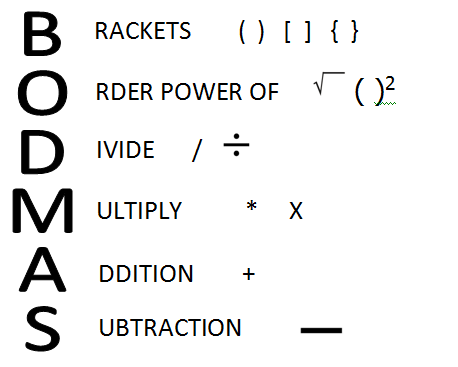 BRACKETS ( ) [ ] { }
ORDER POWER OF √ ( )²
DIVIDE / ÷
MULTIPLY * X
ADDITION +
SUBTRACTION —